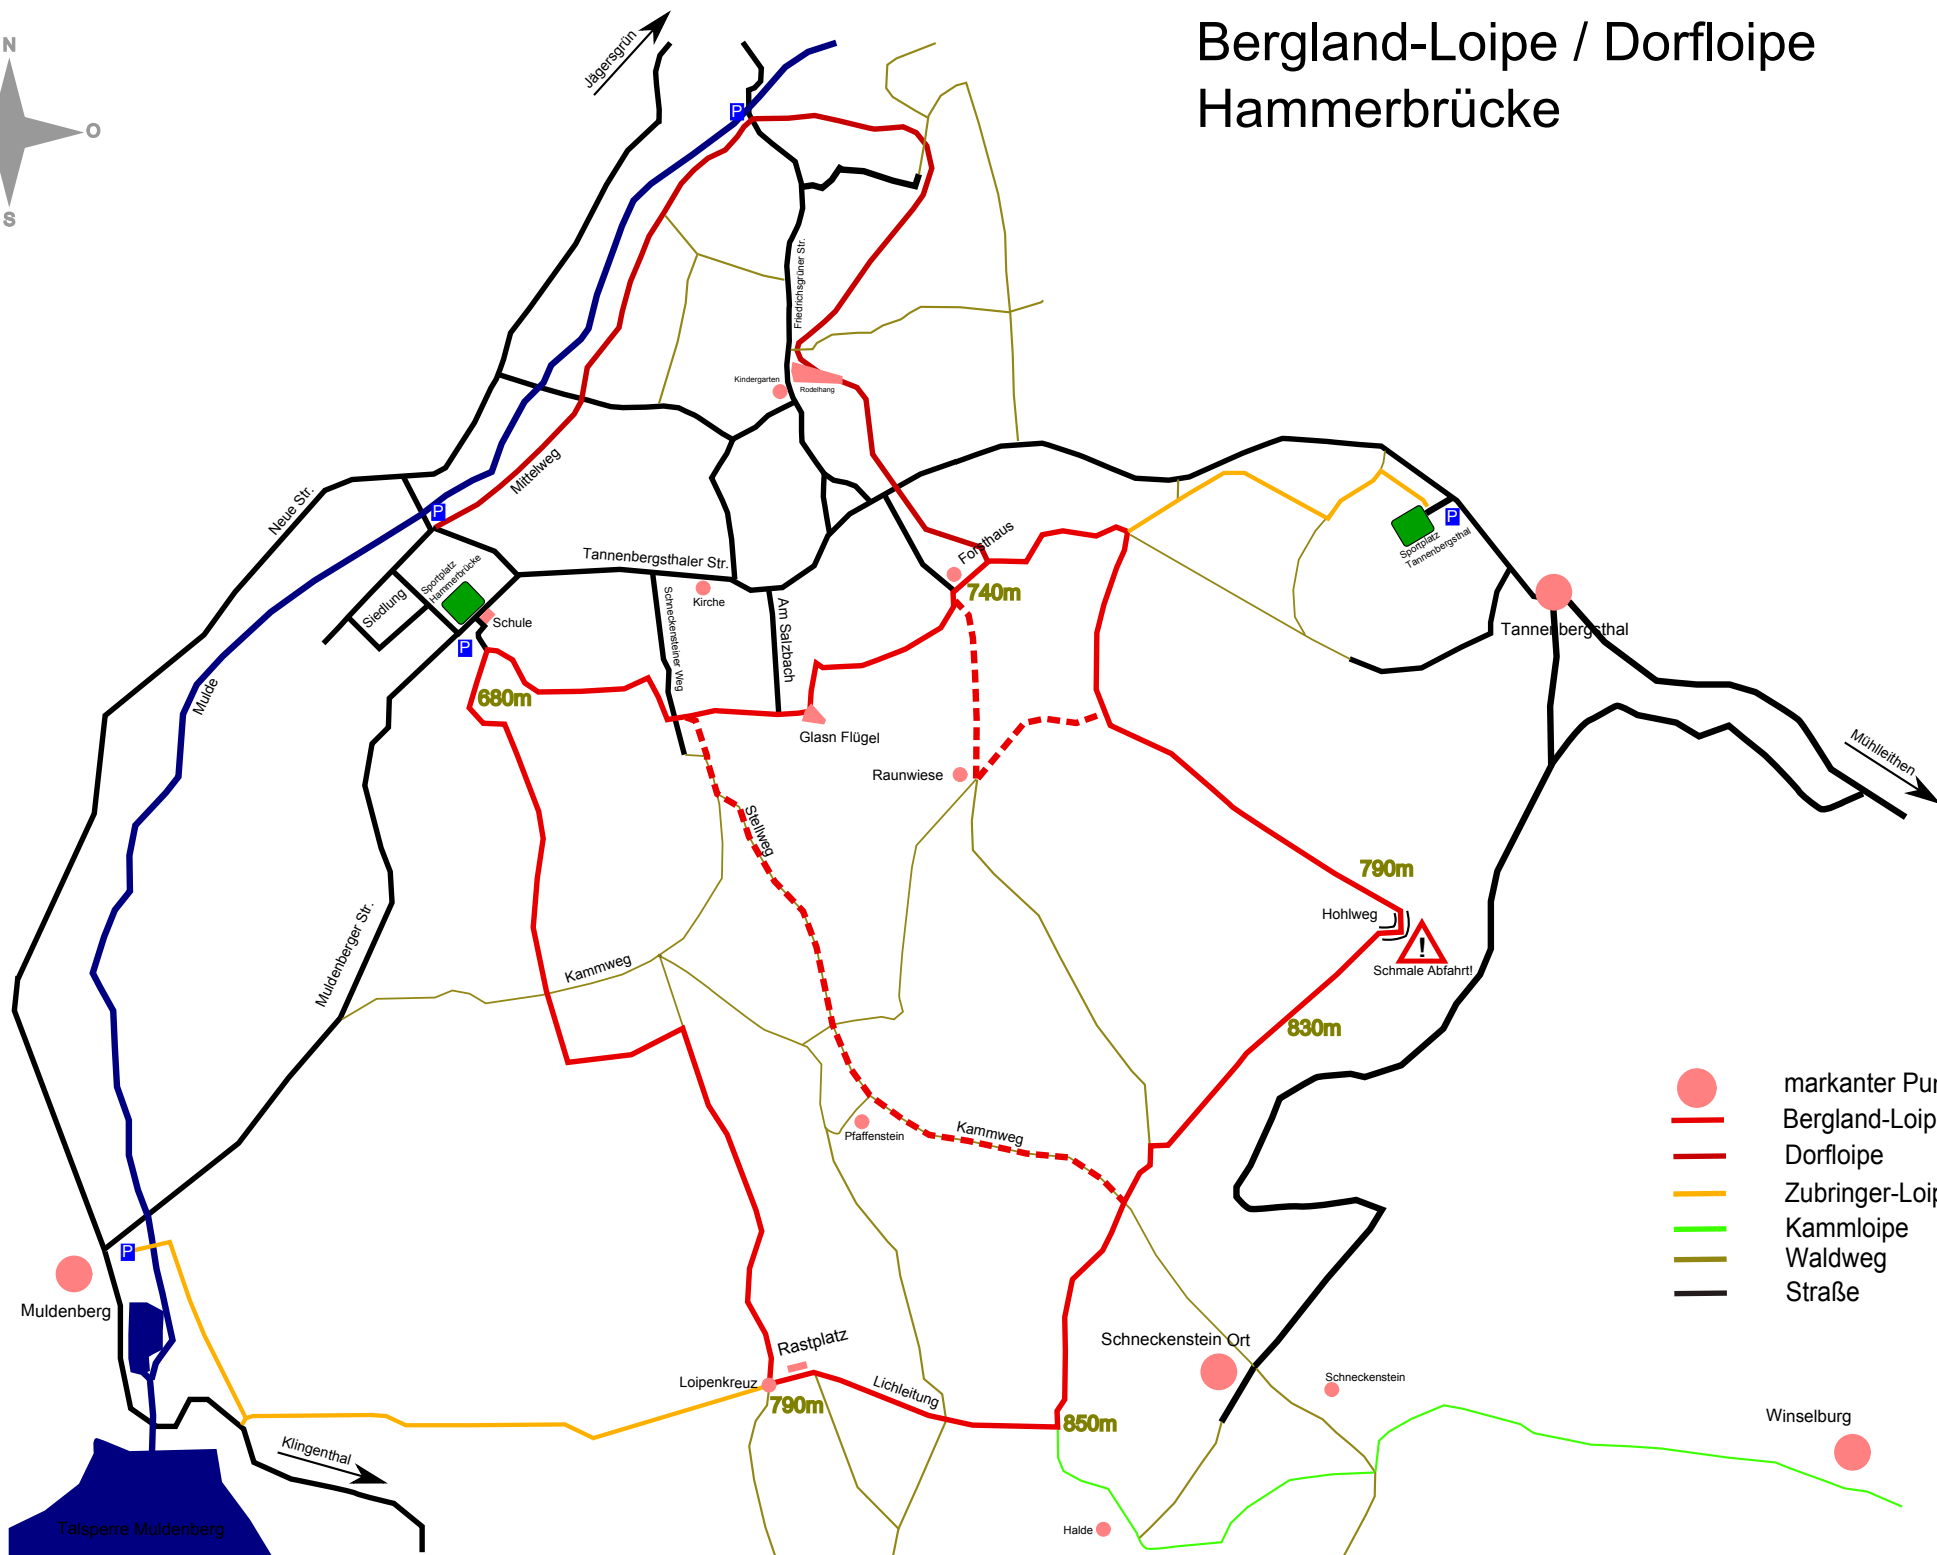 Bergland-Loipe / Dorfloipe
Hammerbrücke
N
O
S
Jägersgrün
P
Friedrichsgrüner Str.
Kindergarten
Rodelhang
Mittelweg
Neue Str.
P
Tannenbergsthaler Str.
Forsthaus
740m
Sportplatz
Hammerbrücke
Siedlung
Schule
P
Kirche
Schneckensteiner Weg
Am Salzbach
P
Sportplatz
Tannenbergsthal
Tannenbergsthal
Mulde
680m
Glasn Flügel
Raunwiese
Mühlleithen
Stellweg
790m
Hohlweg
!
Schmale Abfahrt!
Muldenberger Str.
Kammweg
830m
Pfaffenstein
Kammweg
markanter Pun
Bergland-Loip
Dorfloipe
Zubringer-Loip
Kammloipe
Waldweg
Straße
P
Muldenberg
Rastplatz
Loipenkreuz
790m
Lichleitung
850m
Schneckenstein Ort
Schneckenstein
Winselburg
Klingenthal
Talsperre Muldenberg
Halde